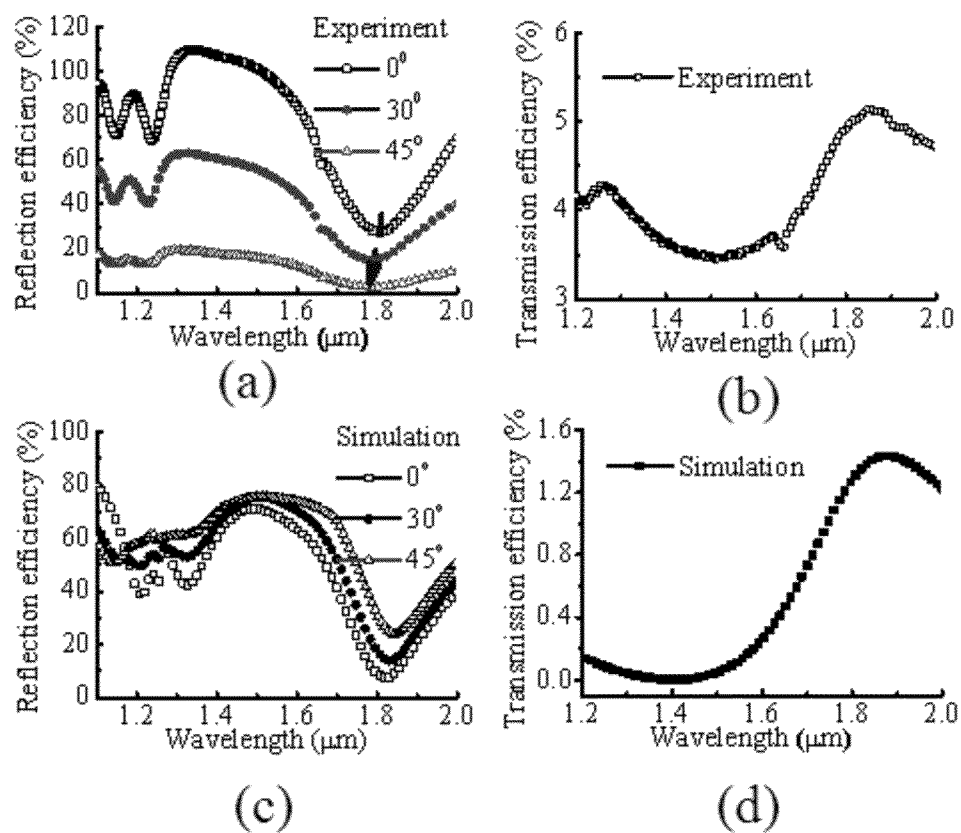 Reflection efficiency (%)
120
100
80
60
40
20
0
Experiment
0⁰
30⁰
45°
1.2 1.4 1.6 1.8 2.0
Wavelength (μm)
(a)
Transmission efficiency (%)
6
5
4
3
Experiment
1.2 1.4 1.6 1.8 2.0
Wavelength (μm)
(b)
Reflection efficiency (%)
100
80
60
40
20
0
Simulation
0°
30°
45°
1.2 1.4 1.6 1.8 2.0
Wavelength (μm)
(c)
Transmission efficiency (%)
1.6
1.2
0.8
0.4
0.0
Simulation
1.2 1.4 1.6 1.8 2.0
Wavelength (μm)
(d)